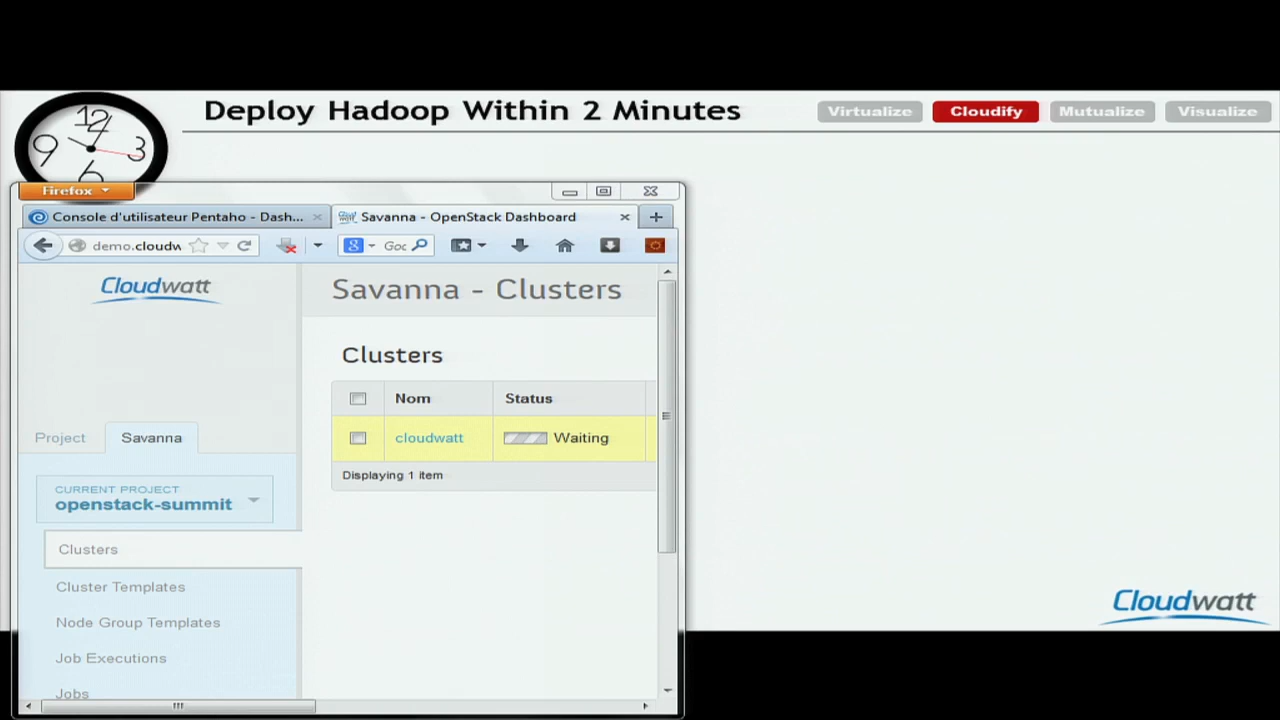 Deploy Hadoop Within 2 Minutes
Virtualize Cloudify Mutualize Visualize
12
9 3
6
Firefox
Console d'utilisateur Pentaho - Dash... Savanna - OpenStack Dashboard
demo.cloudw
Goo
Cloudwatt
Savanna - Clusters
Clusters
Nom Status
cloudwatt Waiting
Displaying 1 item
Project Savanna
CURRENT PROJECT
openstack-summit
Clusters
Cluster Templates
Node Group Templates
Job Executions
Jobs
Cloudwatt